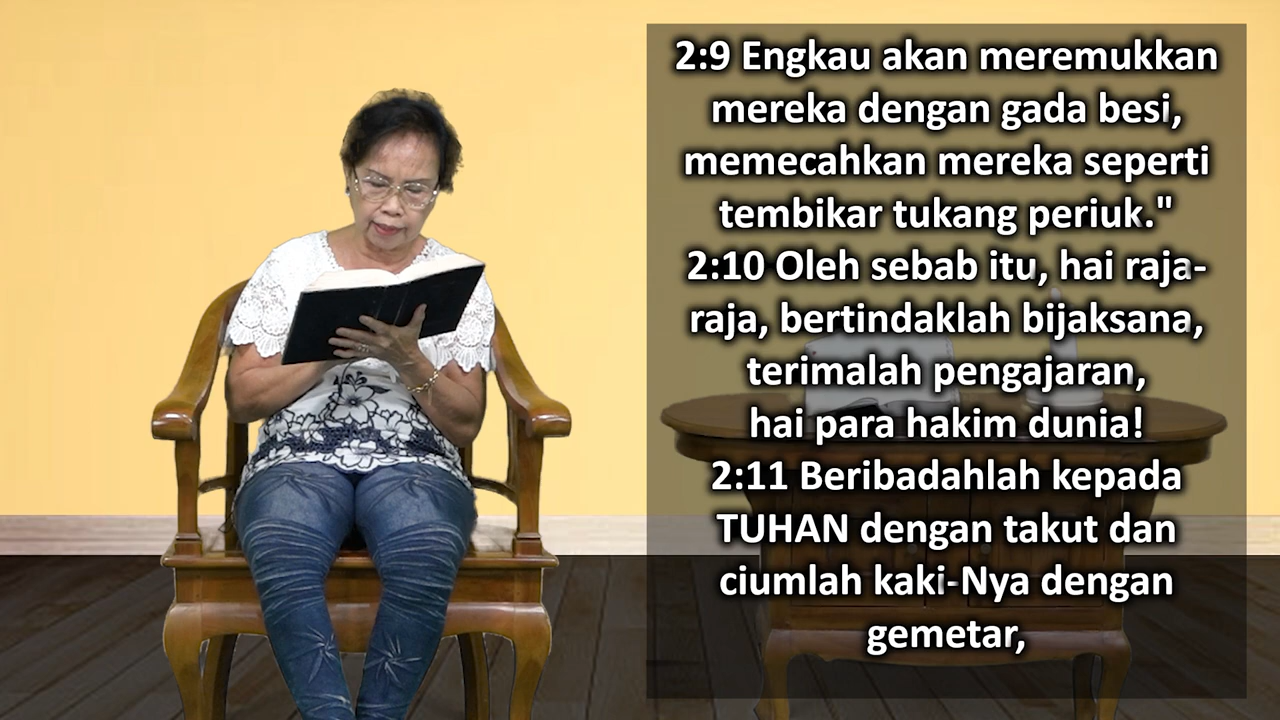 2:9 Engkau akan meremukkan
mereka dengan gada besi,
memecahkan mereka seperti
tembikar tukang periuk."
2:10 Oleh sebab itu, hai raja-
raja, bertindaklah bijaksana,
terimalah pengajaran,
hai para hakim dunia!
2:11 Beribadahlah kepada
TUHAN dengan takut dan
ciumlah kaki-Nya dengan
gemetar,